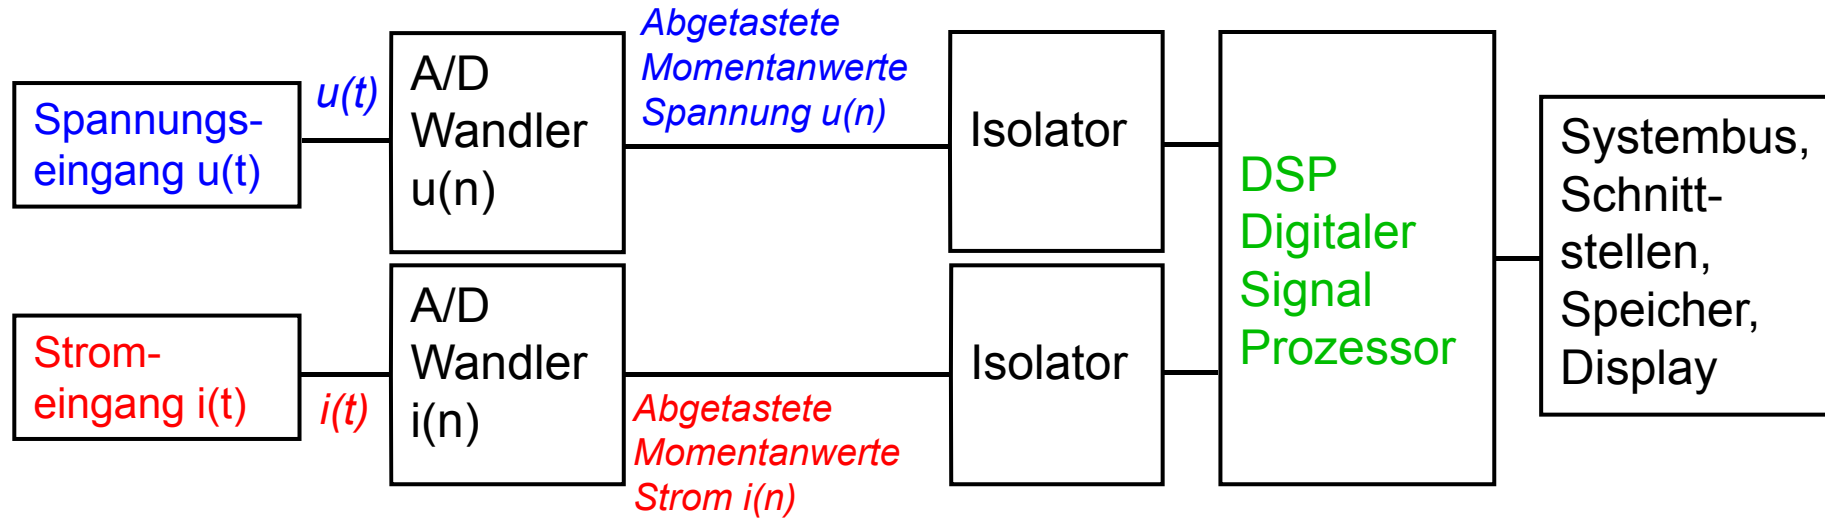 Spannungs-
eingang u(t)
u(t)
A/D
Wandler
u(n)
Abgetastete
Momentanwerte
Spannung u(n)
Isolator
Strom-
eingang i(t)
i(t)
A/D
Wandler
i(n)
Abgetastete
Momentanwerte
Strom i(n)
Isolator
DSP
Digitaler
Signal
Prozessor
Systembus,
Schnitt-
stellen,
Speicher,
Display